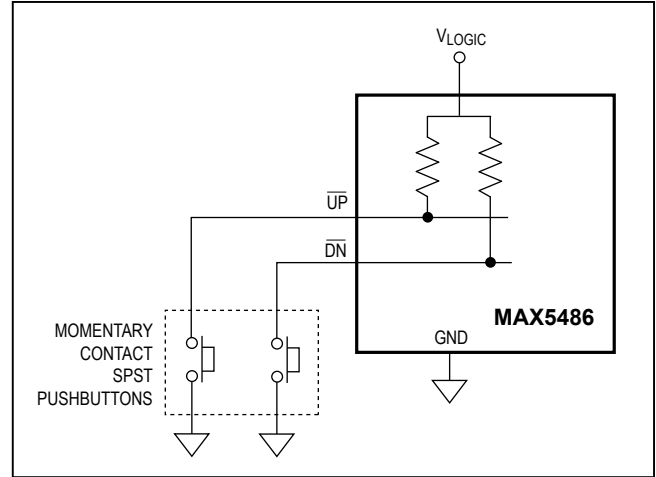 VLOGIC
UP
DN
MAX5486
GND
MOMENTARY
CONTACT
SPST
PUSHBUTTONS